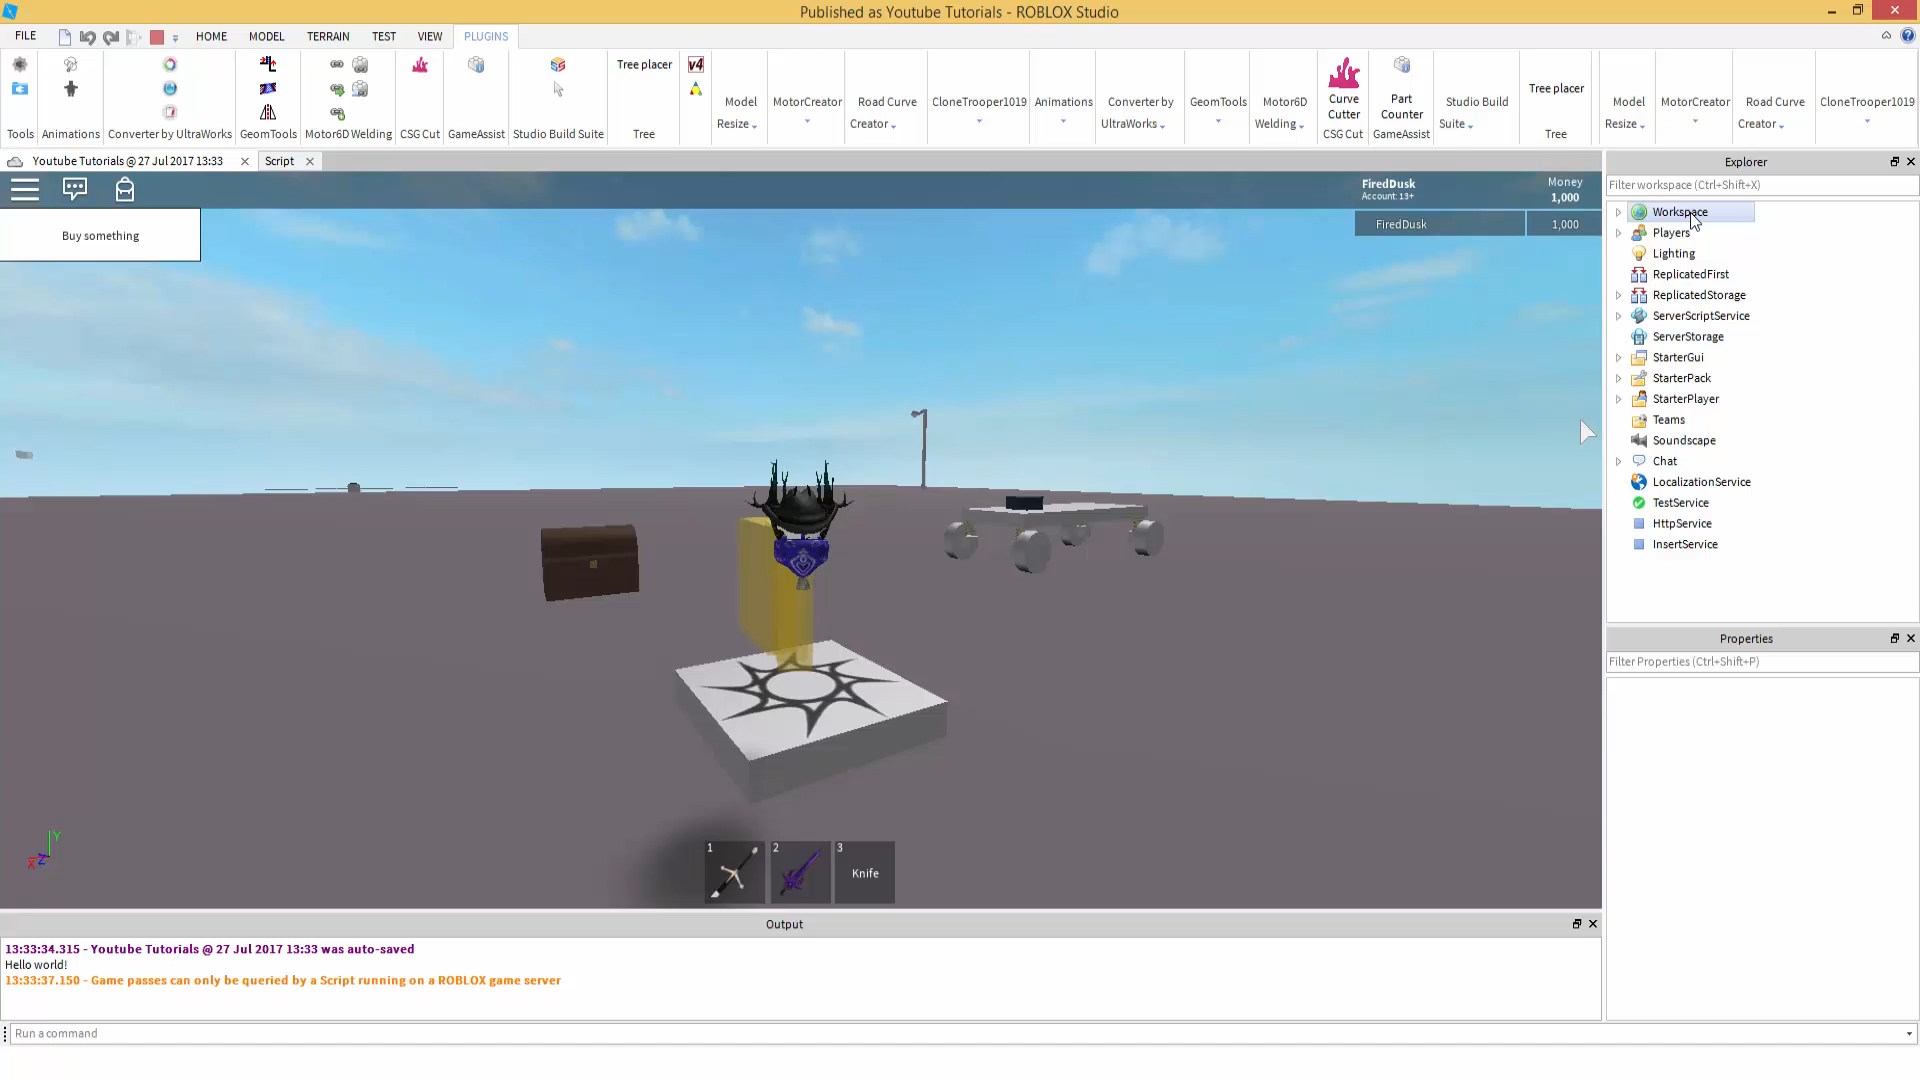 Published as Youtube Tutorials - ROBLOX Studio
FILE
HOME
MODEL
TERRAIN
TEST
VIEW
PLUGINS
Tools
Animations
Converter by UltraWorks
GeomTools
Motor6D Welding
CSG Cut
GameAssist
Studio Build Suite
Tree placer
Tree
v4
Model
Resize
MotorCreator
Road Curve
Creator
CloneTrooper1019
Animations
Converter by
UltraWorks
GeomTools
Motor6D
Welding
Curve
Cutter
CSG Cut
Part
Counter
GameAssist
Studio Build
Suite
Tree placer
Tree
Model
Resize
MotorCreator
Road Curve
Creator
CloneTrooper1019
Youtube Tutorials @ 27 Jul 2017 13:33
Script
FiredDusk
Account: 13+
Money
1,000
FiredDusk
1,000
Buy something
Y
X
Z
1
2
3
Knife
Explorer
Filter workspace (Ctrl+Shift+X)
Workspace
Players
Lighting
ReplicatedFirst
ReplicatedStorage
ServerScriptService
ServerStorage
StarterGui
StarterPack
StarterPlayer
Teams
Soundscape
Chat
LocalizationService
TestService
HttpService
InsertService
Properties
Filter Properties (Ctrl+Shift+P)
Output
13:33:34.315 - Youtube Tutorials @ 27 Jul 2017 13:33 was auto-saved
Hello world!
13:33:37.150 - Game passes can only be queried by a Script running on a ROBLOX game server
Run a command